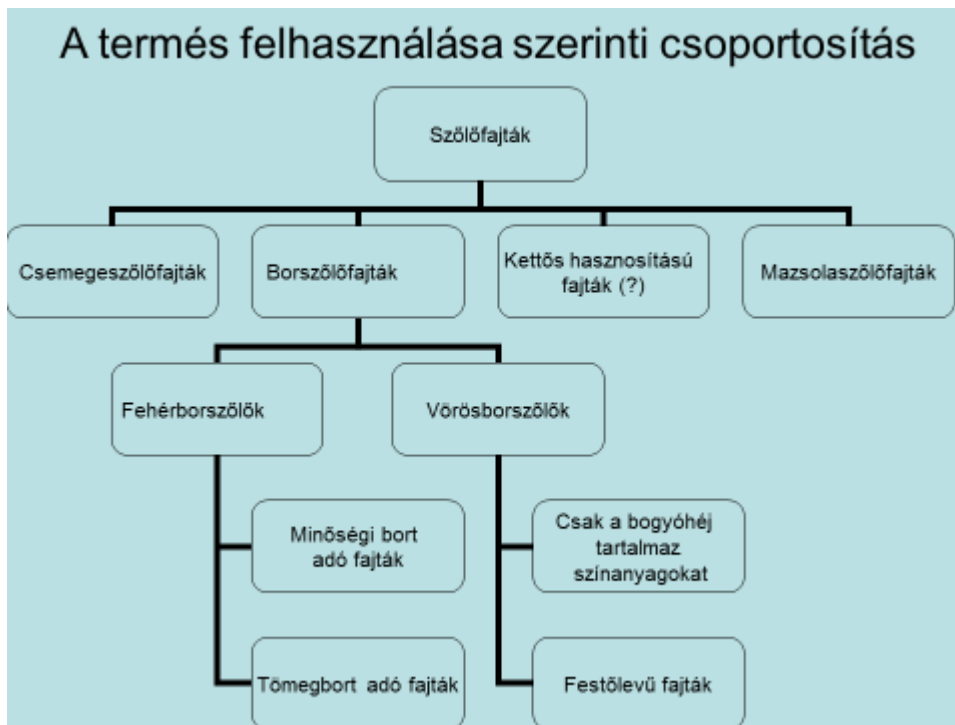 A termés felhasználása szerinti csoportosítás
Szőlőfajták
Csemegeszőlőfajták
Borszőlőfajták
Kettős hasznosítású
fajták (?)
Mazsolaszőlőfajták
Fehérborszőlők
Vörösborszőlők
Minőségi bort
adó fajták
Csak a bogyóhéj
tartalmaz
színanyagokat
Tömegbort adó fajták
Festőlevű fajták